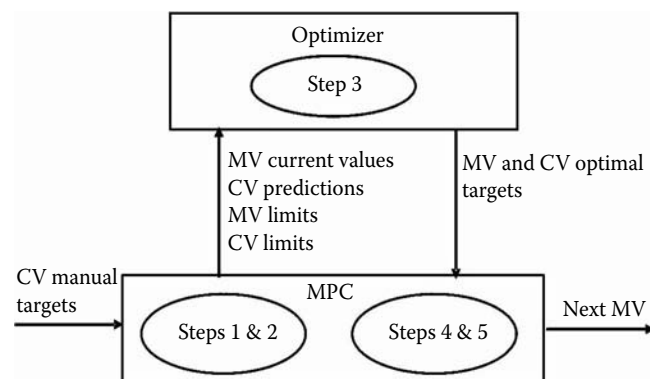 Optimizer
Step 3
MV current values
CV predictions
MV limits
CV limits
MV and CV optimal
targets
CV manual
targets
MPC
Steps 1 & 2
Steps 4 & 5
Next MV